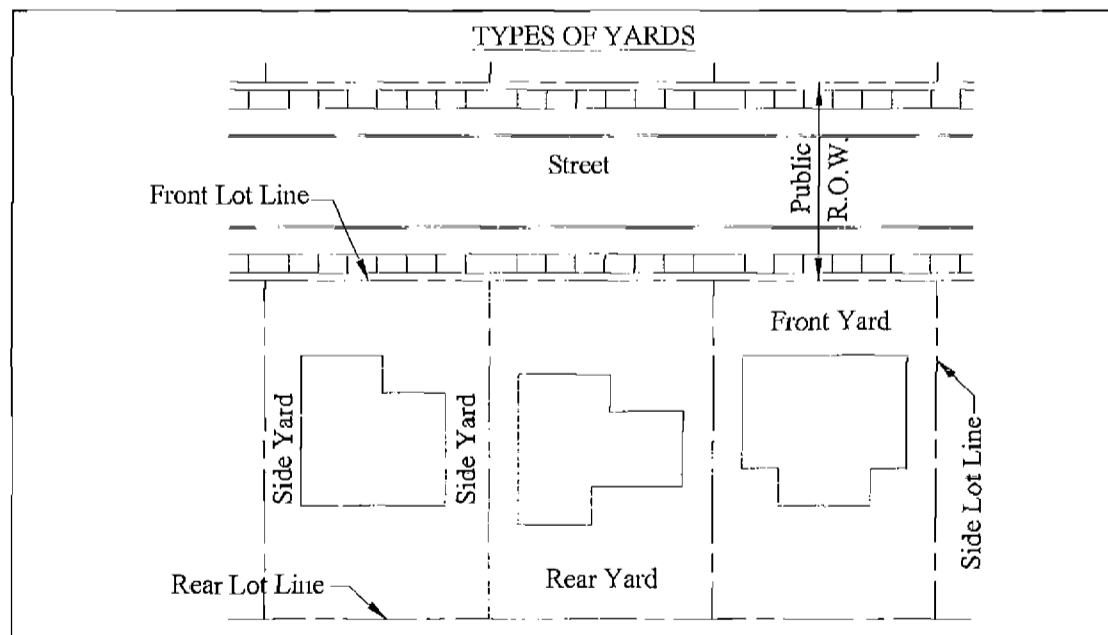 TYPES OF YARDS
Street
Public
R.O.W.
Front Lot Line
Front Yard
Side Yard
Side Yard
Side Lot Line
Rear Yard
Rear Lot Line